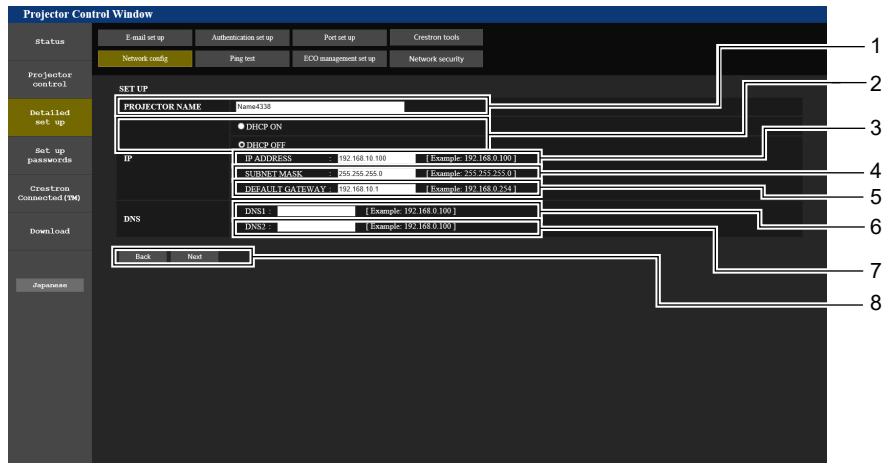 Projector Control Window
Status
E-mail set up
Authentication set up
Port set up
Crestron tools
Network config
Ping test
ECO management set up
Network security
Projector
control
Detailed
set up
Set up
passwords
Crestron
Connected(TM)
Download
Japanese
SET UP
PROJECTOR NAME Name4338
IP
DHCP ON
DHCP OFF
IP ADDRESS : 192.168.10.100 [ Example: 192.168.0.100 ]
SUBNET MASK : 255.255.255.0 [ Example: 255.255.255.0 ]
DEFAULT GATEWAY : 192.168.10.1 [ Example: 192.168.0.254 ]
DNS
DNS1 : [ Example: 192.168.0.100 ]
DNS2 : [ Example: 192.168.0.100 ]
Back Next
1
2
3
4
5
6
7
8